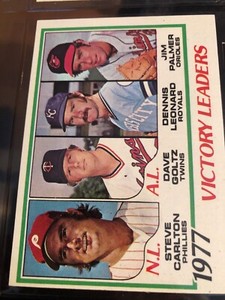 1977
VICTORY LEADERS
N.L.
STEVE
CARLTON
PHILLIES
A.L.
DAVE
GOLTZ
TWINS
DENNIS
LEONARD
ROYALS
JIM
PALMER
ORIOLES